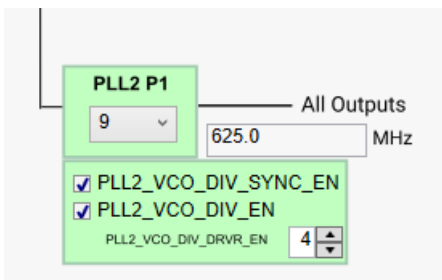 PLL2 P1
9
All Outputs
625.0
MHz
PLL2_VCO_DIV_SYNC_EN
PLL2_VCO_DIV_EN
PLL2_VCO_DIV_DRVR_EN 4